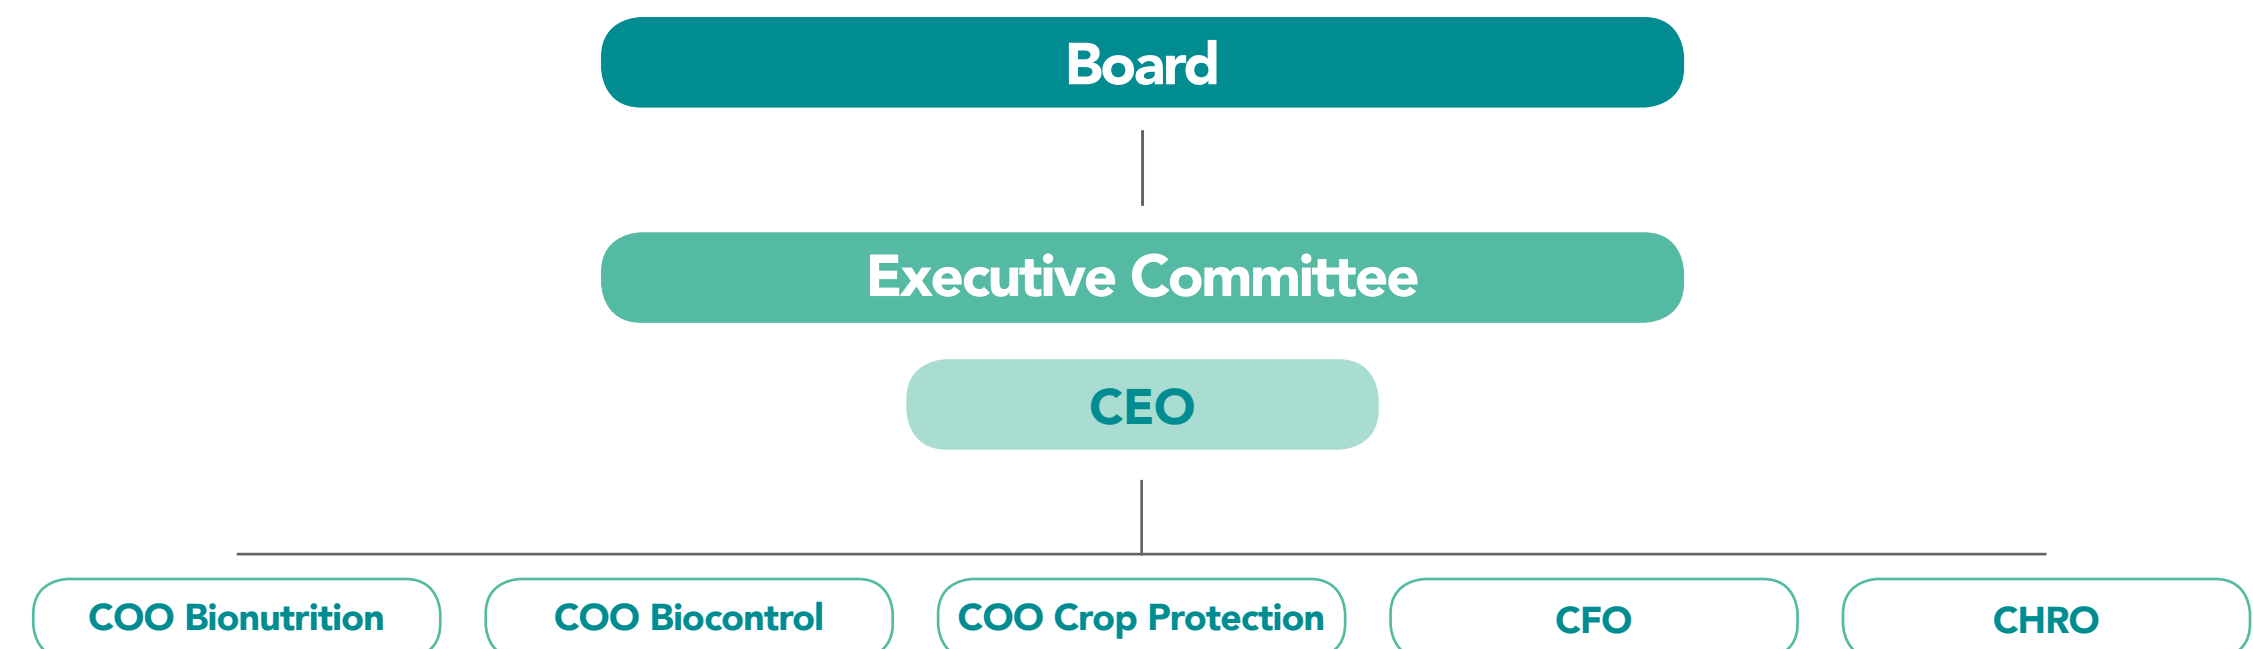 Board
Executive Committee
CEO
COO Bionutrition
COO Biocontrol
COO Crop Protection
CFO
CHRO